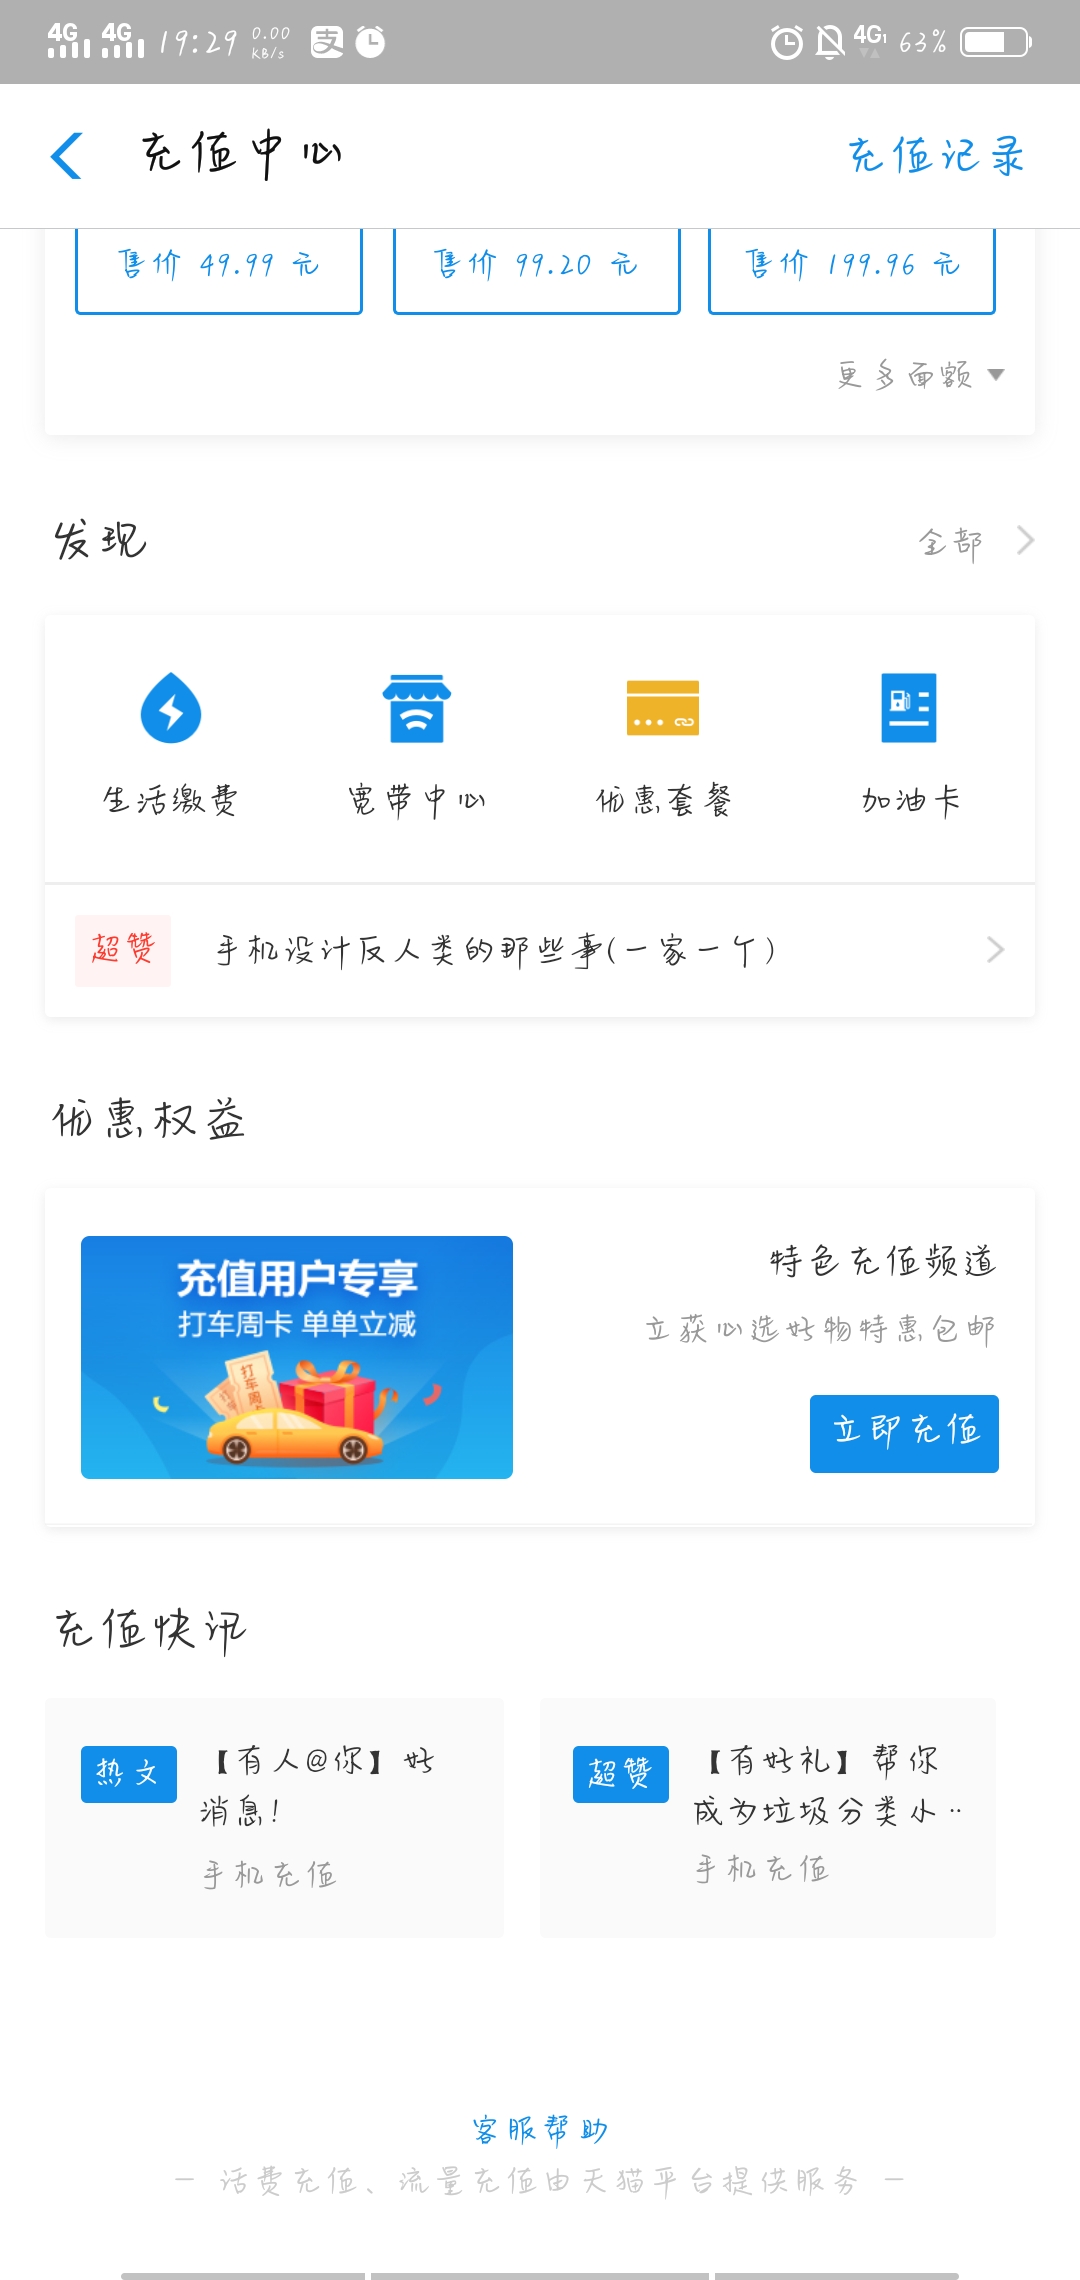 4G 4G 19:29 0.00 KB/s 支 4G 63%
充值中心 充值记录
售价 49.99 元 售价 99.20 元 售价 199.96 元
更多面额
发现 全部
生活缴费 宽带中心 优惠套餐 加油卡
超赞 手机设计反人类的那些事(一家一个)
优惠权益
充值用户专享
打车周卡 单单立减
打车周卡
特色充值频道
立获心选好物特惠包邮
立即充值
充值快讯
热文 【有人@你】好
消息!
手机充值
超赞 【有好礼】帮你
成为垃圾分类小··
手机充值
客服帮助
— 话费充值、流量充值由天猫平台提供服务 —